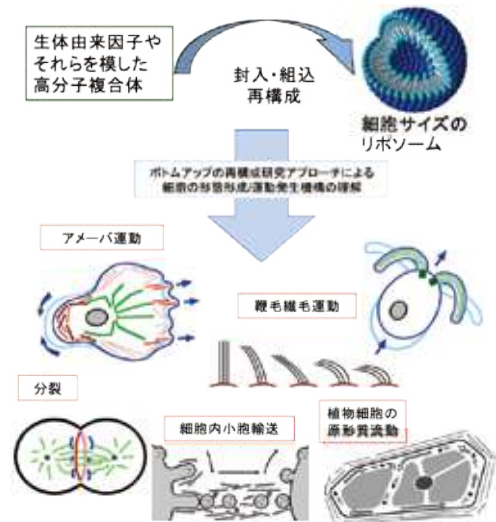 生体由来因子や
それらを模した
高分子複合体
封入・組込
再構成
細胞サイズの
リポソーム
ボトムアップの再構成研究アプローチによる
細胞の形態形成/運動発生機構の理解
アメーバ運動
鞭毛繊毛運動
分裂
細胞内小胞輸送
植物細胞の
原形質流動